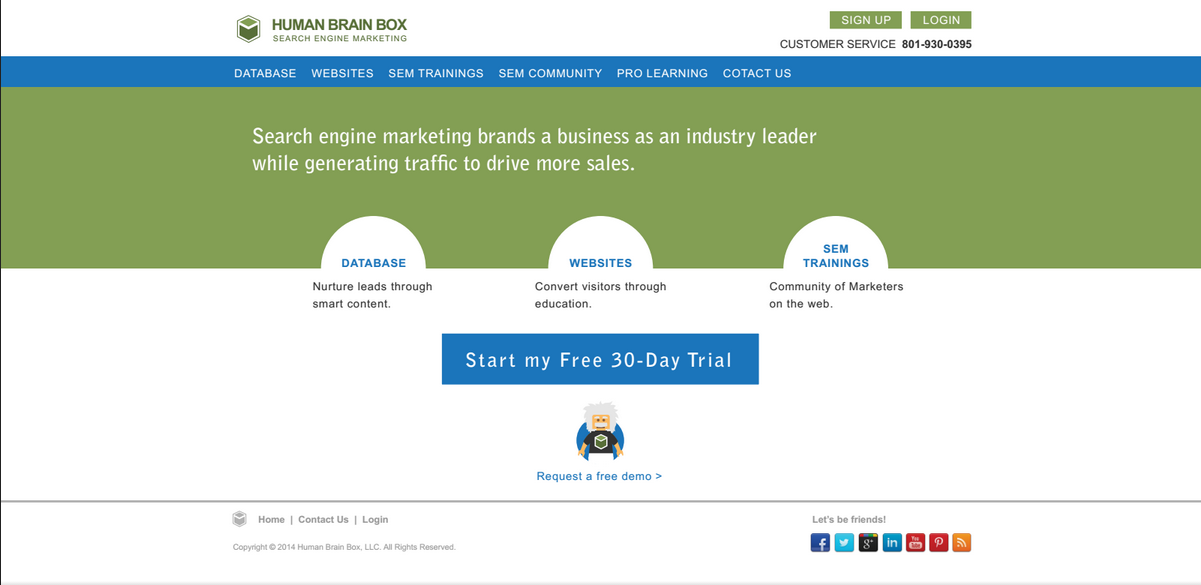 HUMAN BRAIN BOX
SEARCH ENGINE MARKETING
SIGN UP LOGIN
CUSTOMER SERVICE 801-930-0395
DATABASE WEBSITES SEM TRAININGS SEM COMMUNITY PRO LEARNING COTACT US
Search engine marketing brands a business as an industry leader
while generating traffic to drive more sales.
DATABASE
Nurture leads through
smart content.
WEBSITES
Convert visitors through
education.
SEM
TRAININGS
Community of Marketers
on the web.
Start my Free 30-Day Trial
Request a free demo >
Home | Contact Us | Login
Copyright © 2014 Human Brain Box, LLC. All Rights Reserved.
Let's be friends!
f
g+
in
You
Tube